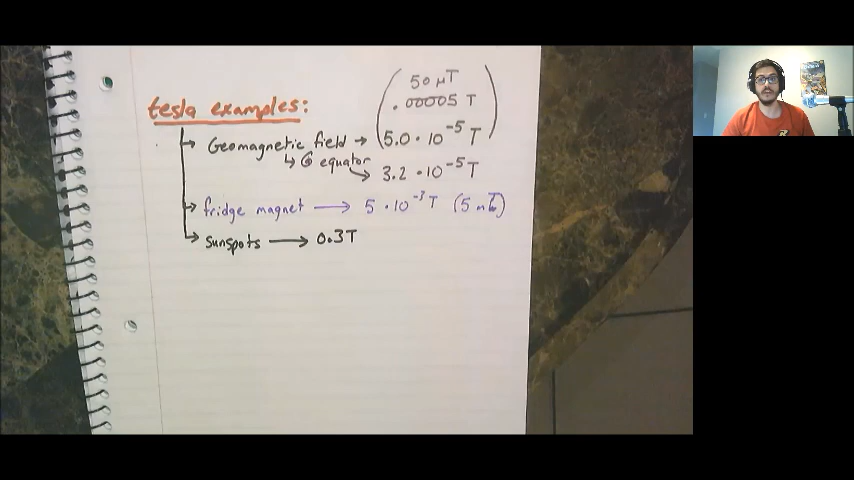 tesla examples:
50 μT
.00005 T
Geomagnetic field → (5.0 · 10⁻⁵ T)
↳ @ equator → 3.2 · 10⁻⁵ T
fridge magnet → 5 · 10⁻³ T (5 mT)
sunspots → 0.3T